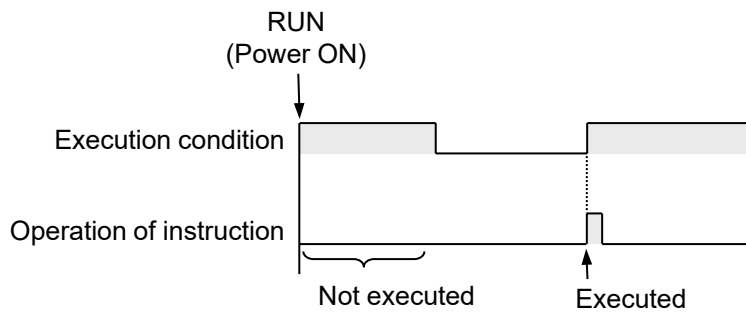 RUN
(Power ON)
Execution condition
Operation of instruction
Not executed
Executed